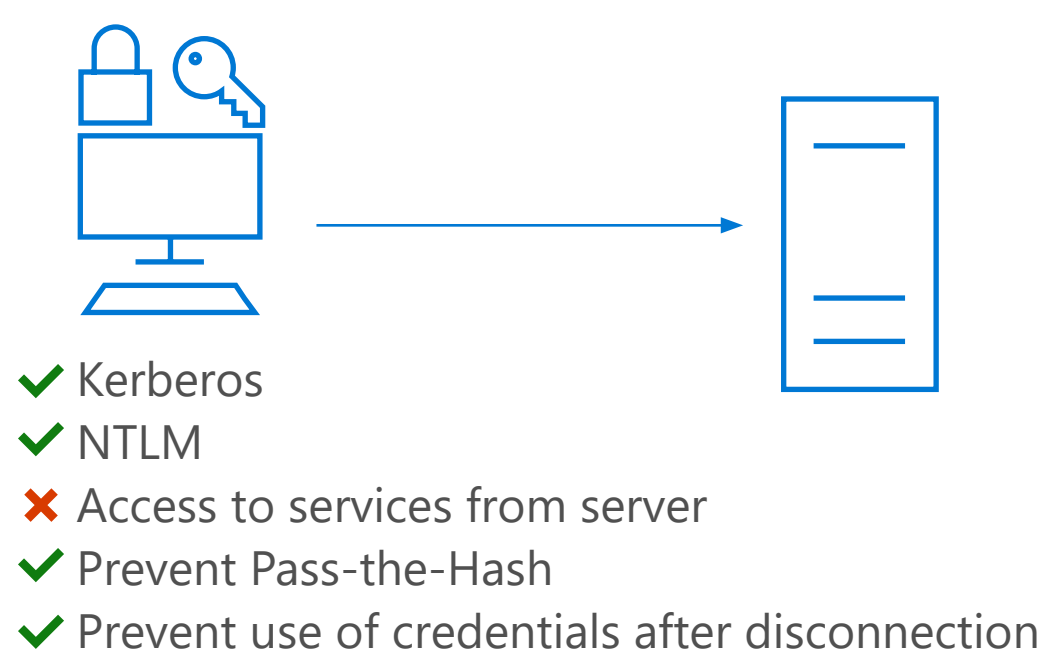 Kerberos
NTLM
Access to services from server
Prevent Pass-the-Hash
Prevent use of credentials after disconnection